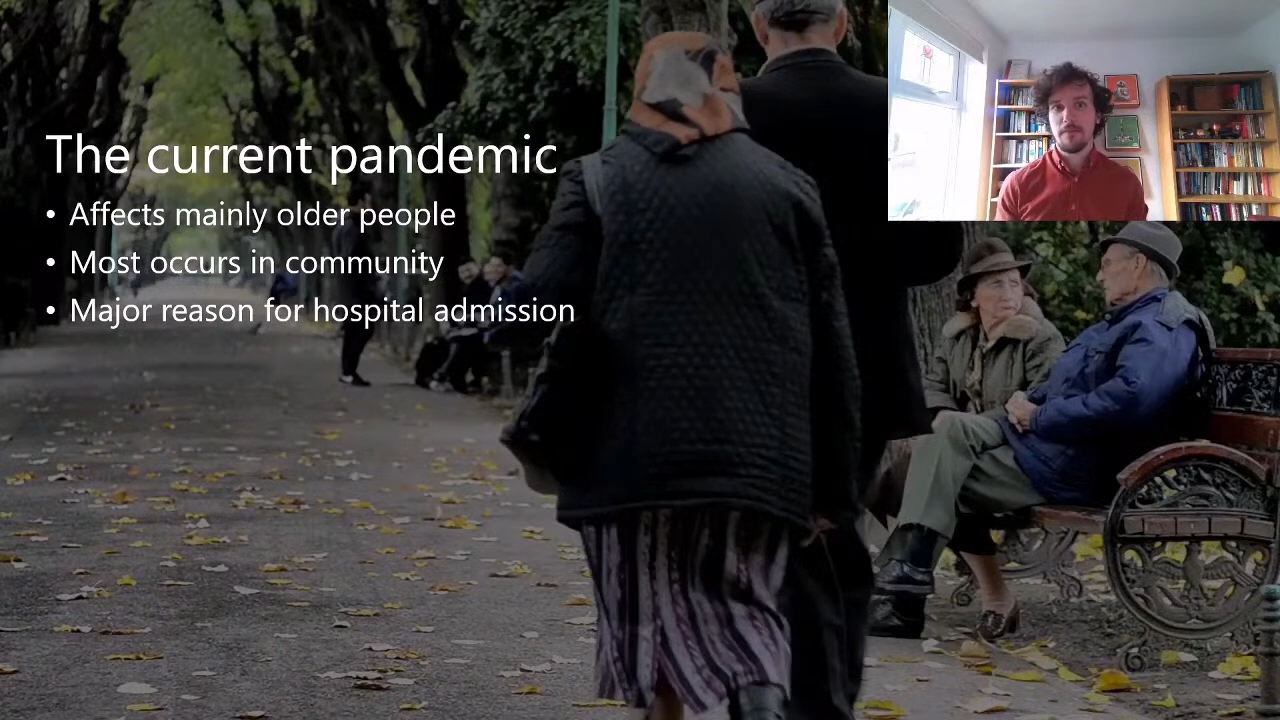 The current pandemic
• Affects mainly older people
• Most occurs in community
• Major reason for hospital admission